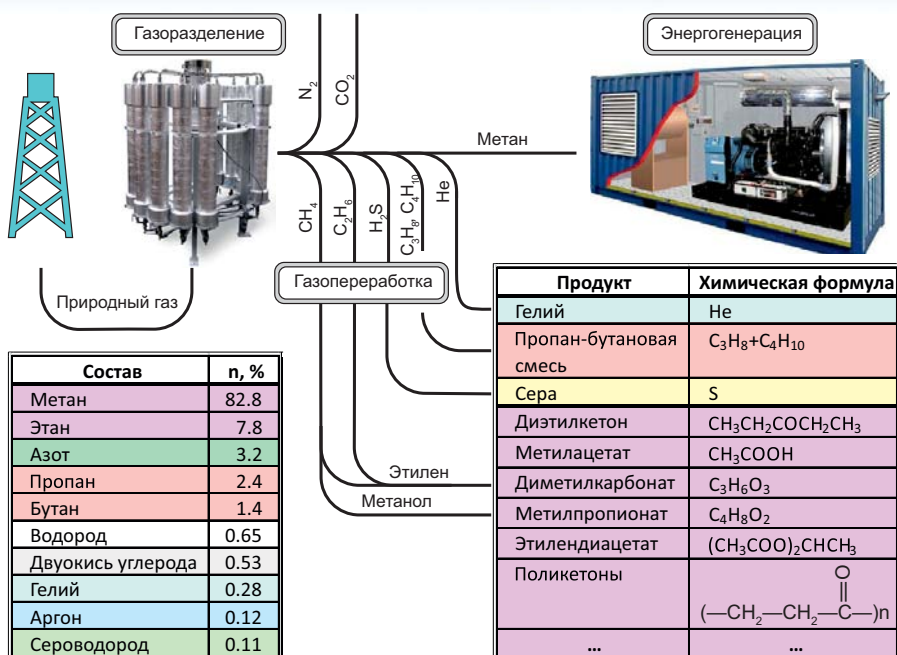 Газоразделение
Энергогенерация
N₂
CO₂
Метан
CH₄
C₂H₆
H₂S
C₃H₈, C₄H₁₀
He
Природный газ
Газопереработка
Этилен
Метанол
Состав n, %
Метан 82.8
Этан 7.8
Азот 3.2
Пропан 2.4
Бутан 1.4
Водород 0.65
Двуокись углерода 0.53
Гелий 0.28
Аргон 0.12
Сероводород 0.11
Продукт Химическая формула
Гелий He
Пропан-бутановая C₃H₈+C₄H₁₀
смесь
Сера S
Диэтилкетон CH₃CH₂COCH₂CH₃
Метилацетат CH₃COOH
Диметилкарбонат C₃H₆O₃
Метилпропионат C₄H₈O₂
Этилендиацетат (CH₃COO)₂CHCH₃
Поликетоны O
(—CH₂—CH₂—C—)n
... ...